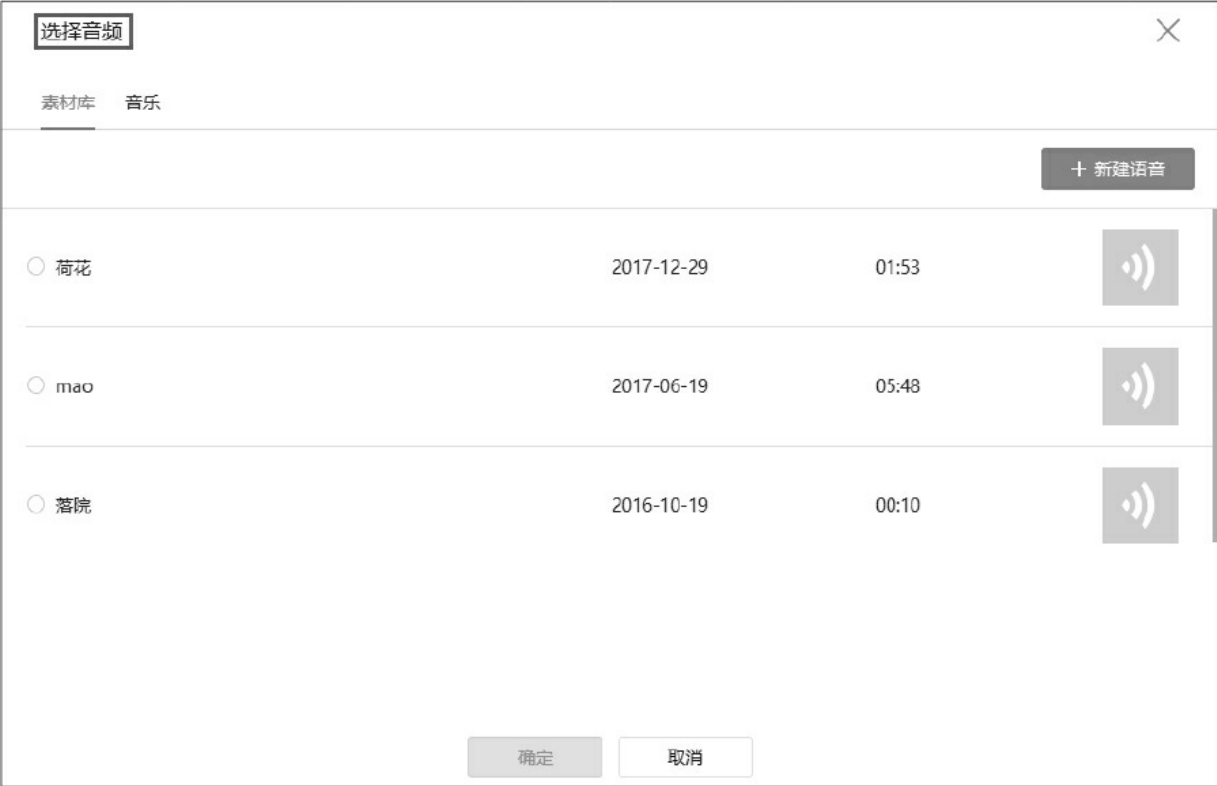 选择音频
素材库 音乐
+ 新建语音
荷花 2017-12-29 01:53
mao 2017-06-19 05:48
落院 2016-10-19 00:10
确定 取消